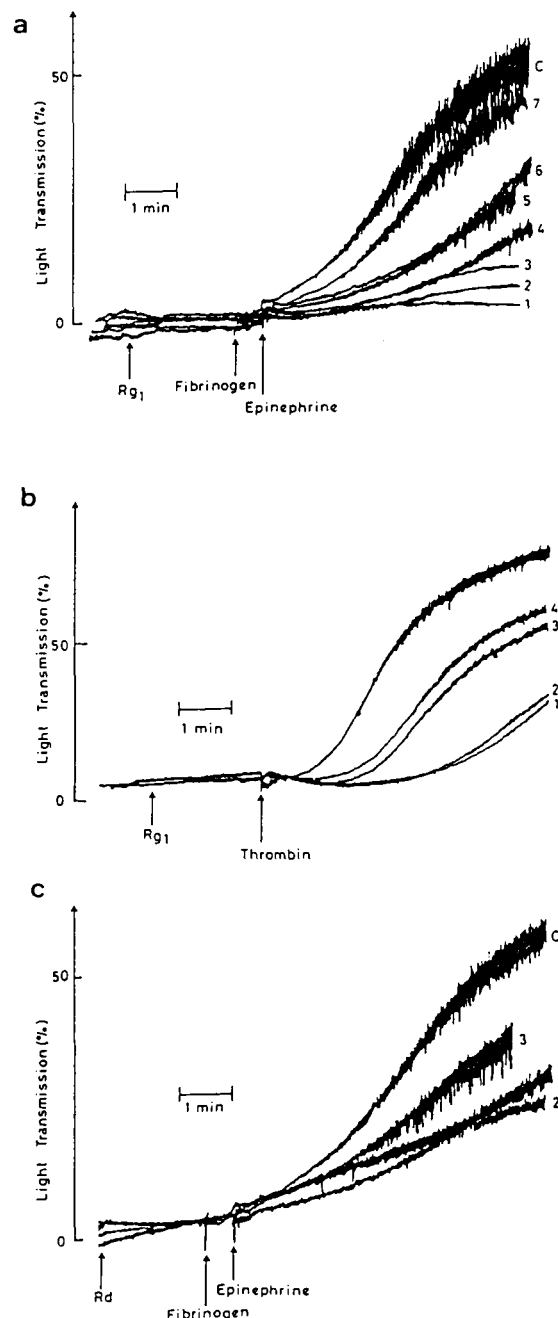 a
50
C
7
6
5
4
3
2
1
Light Transmission (%)
1 min
0
Rg1
Fibrinogen
Epinephrine
b
50
4
3
2
1
Light Transmission (%)
1 min
0
Rg1
Thrombin
c
50
C
3
2
Light Transmission (%)
1 min
0
Rd
Fibrinogen
Epinephrine